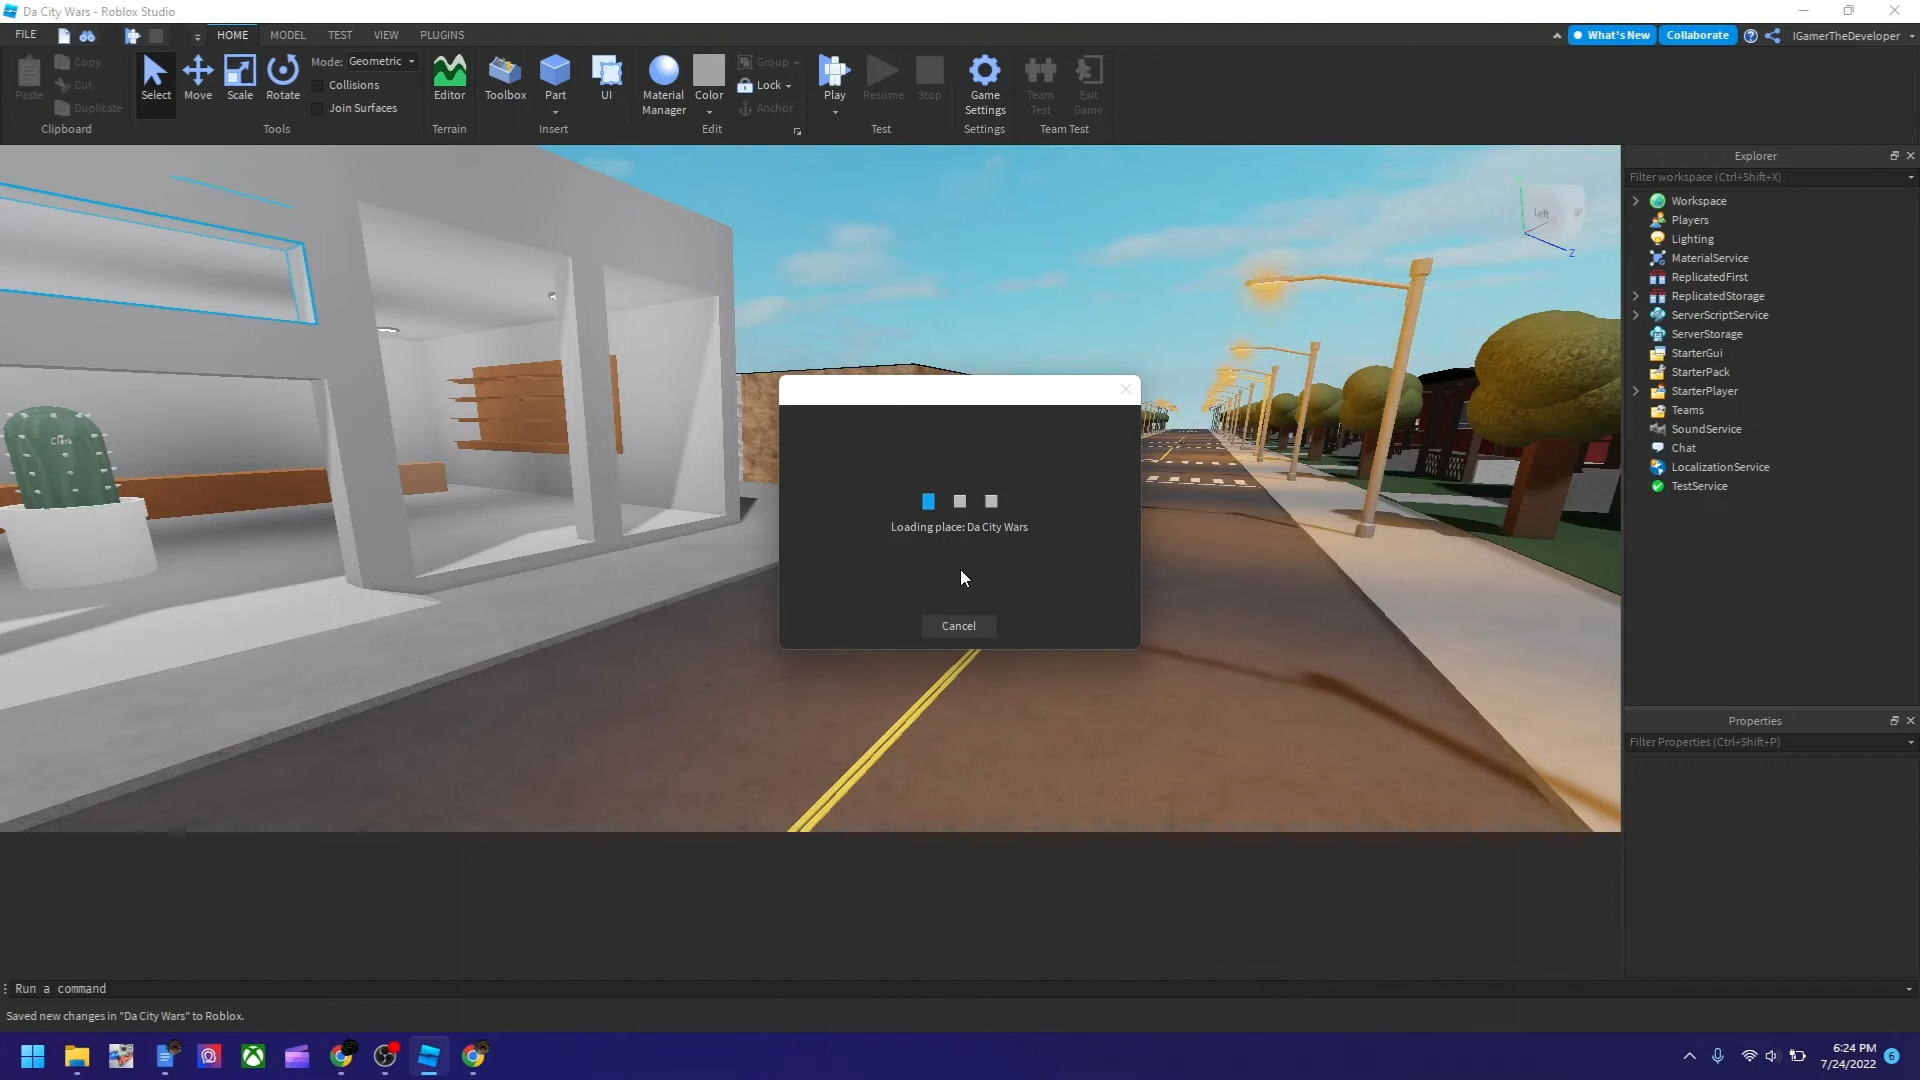 Da City Wars - Roblox Studio
FILE HOME MODEL TEST VIEW PLUGINS
What's New Collaborate IGamerTheDeveloper
Paste Copy Cut Duplicate
Clipboard
Select Move Scale Rotate
Mode: Geometric
Collisions
Join Surfaces
Tools
Editor
Terrain
Toolbox Part UI
Insert
Material Manager Color
Group
Lock
Anchor
Edit
Play Resume Stop
Test
Game Settings
Settings
Team Test Exit Game
Team Test
Clerk
Left
Z
Loading place: Da City Wars
Cancel
Explorer
Filter workspace (Ctrl+Shift+X)
Workspace
Players
Lighting
MaterialService
ReplicatedFirst
ReplicatedStorage
ServerScriptService
ServerStorage
StarterGui
StarterPack
StarterPlayer
Teams
SoundService
Chat
LocalizationService
TestService
Properties
Filter Properties (Ctrl+Shift+P)
Run a command
Saved new changes in "Da City Wars" to Roblox.
6:24 PM
7/24/2022
6